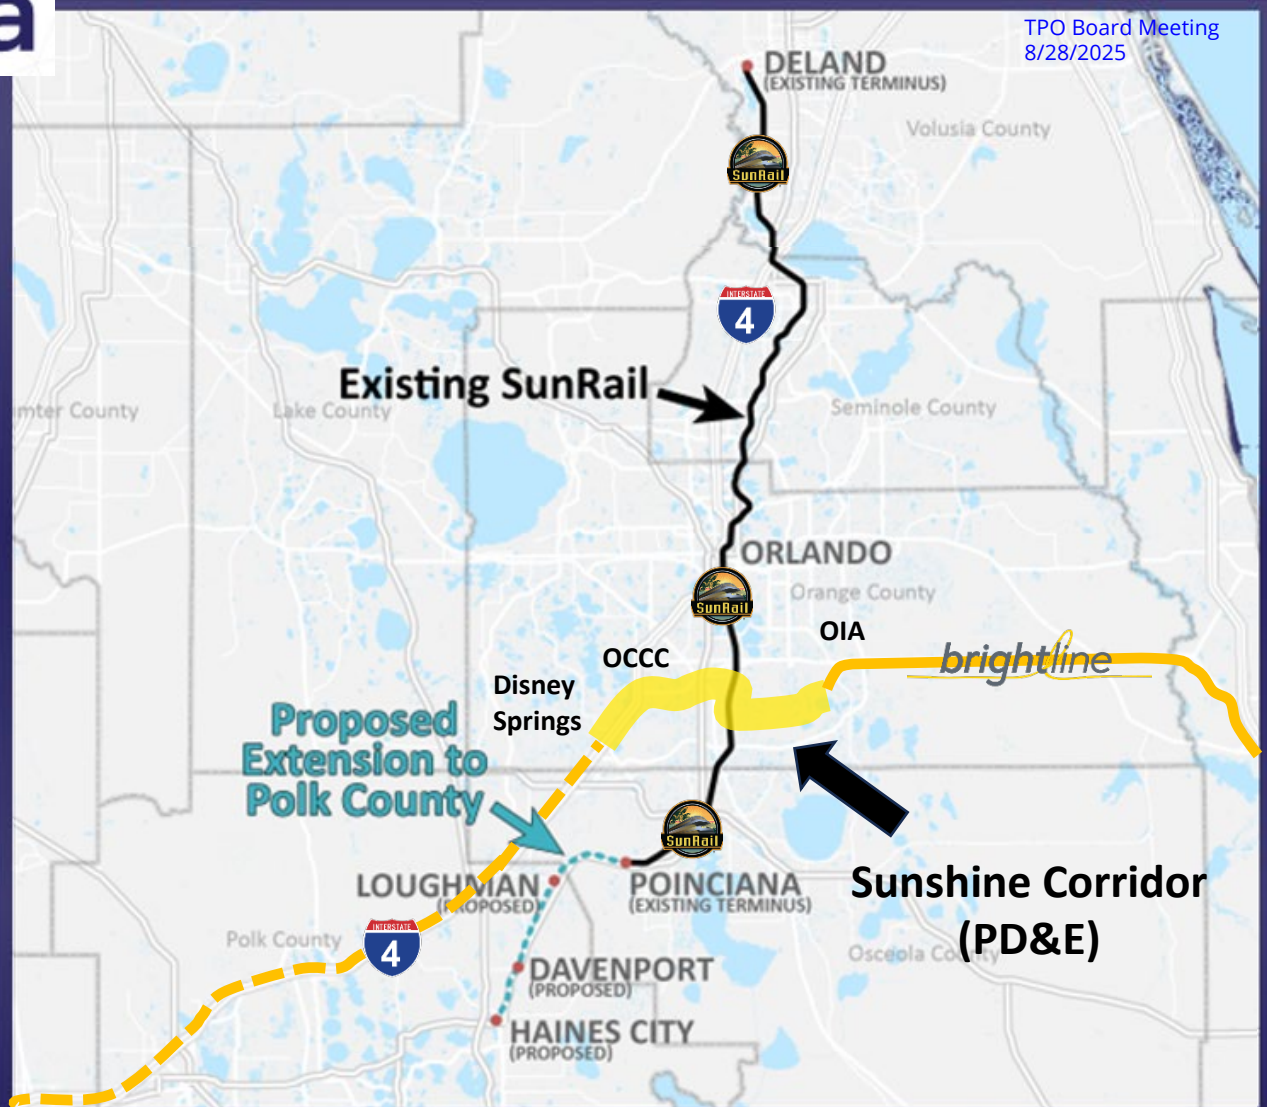 a
TPO Board Meeting
8/28/2025
DELAND
(EXISTING TERMINUS)
Volusia County
SunRail
INTERSTATE
4
Existing SunRail
Lake County
Seminole County
ORLANDO
SunRail
Orange County
OIA
brightline
OCCC
Disney
Springs
Proposed
Extension to
Polk County
SunRail
LOUGHMAN
(PROPOSED)
POINCIANA
(EXISTING TERMINUS)
Sunshine Corridor
(PD&E)
INTERSTATE
4
Polk County
Osceola County
DAVENPORT
(PROPOSED)
HAINES CITY
(PROPOSED)